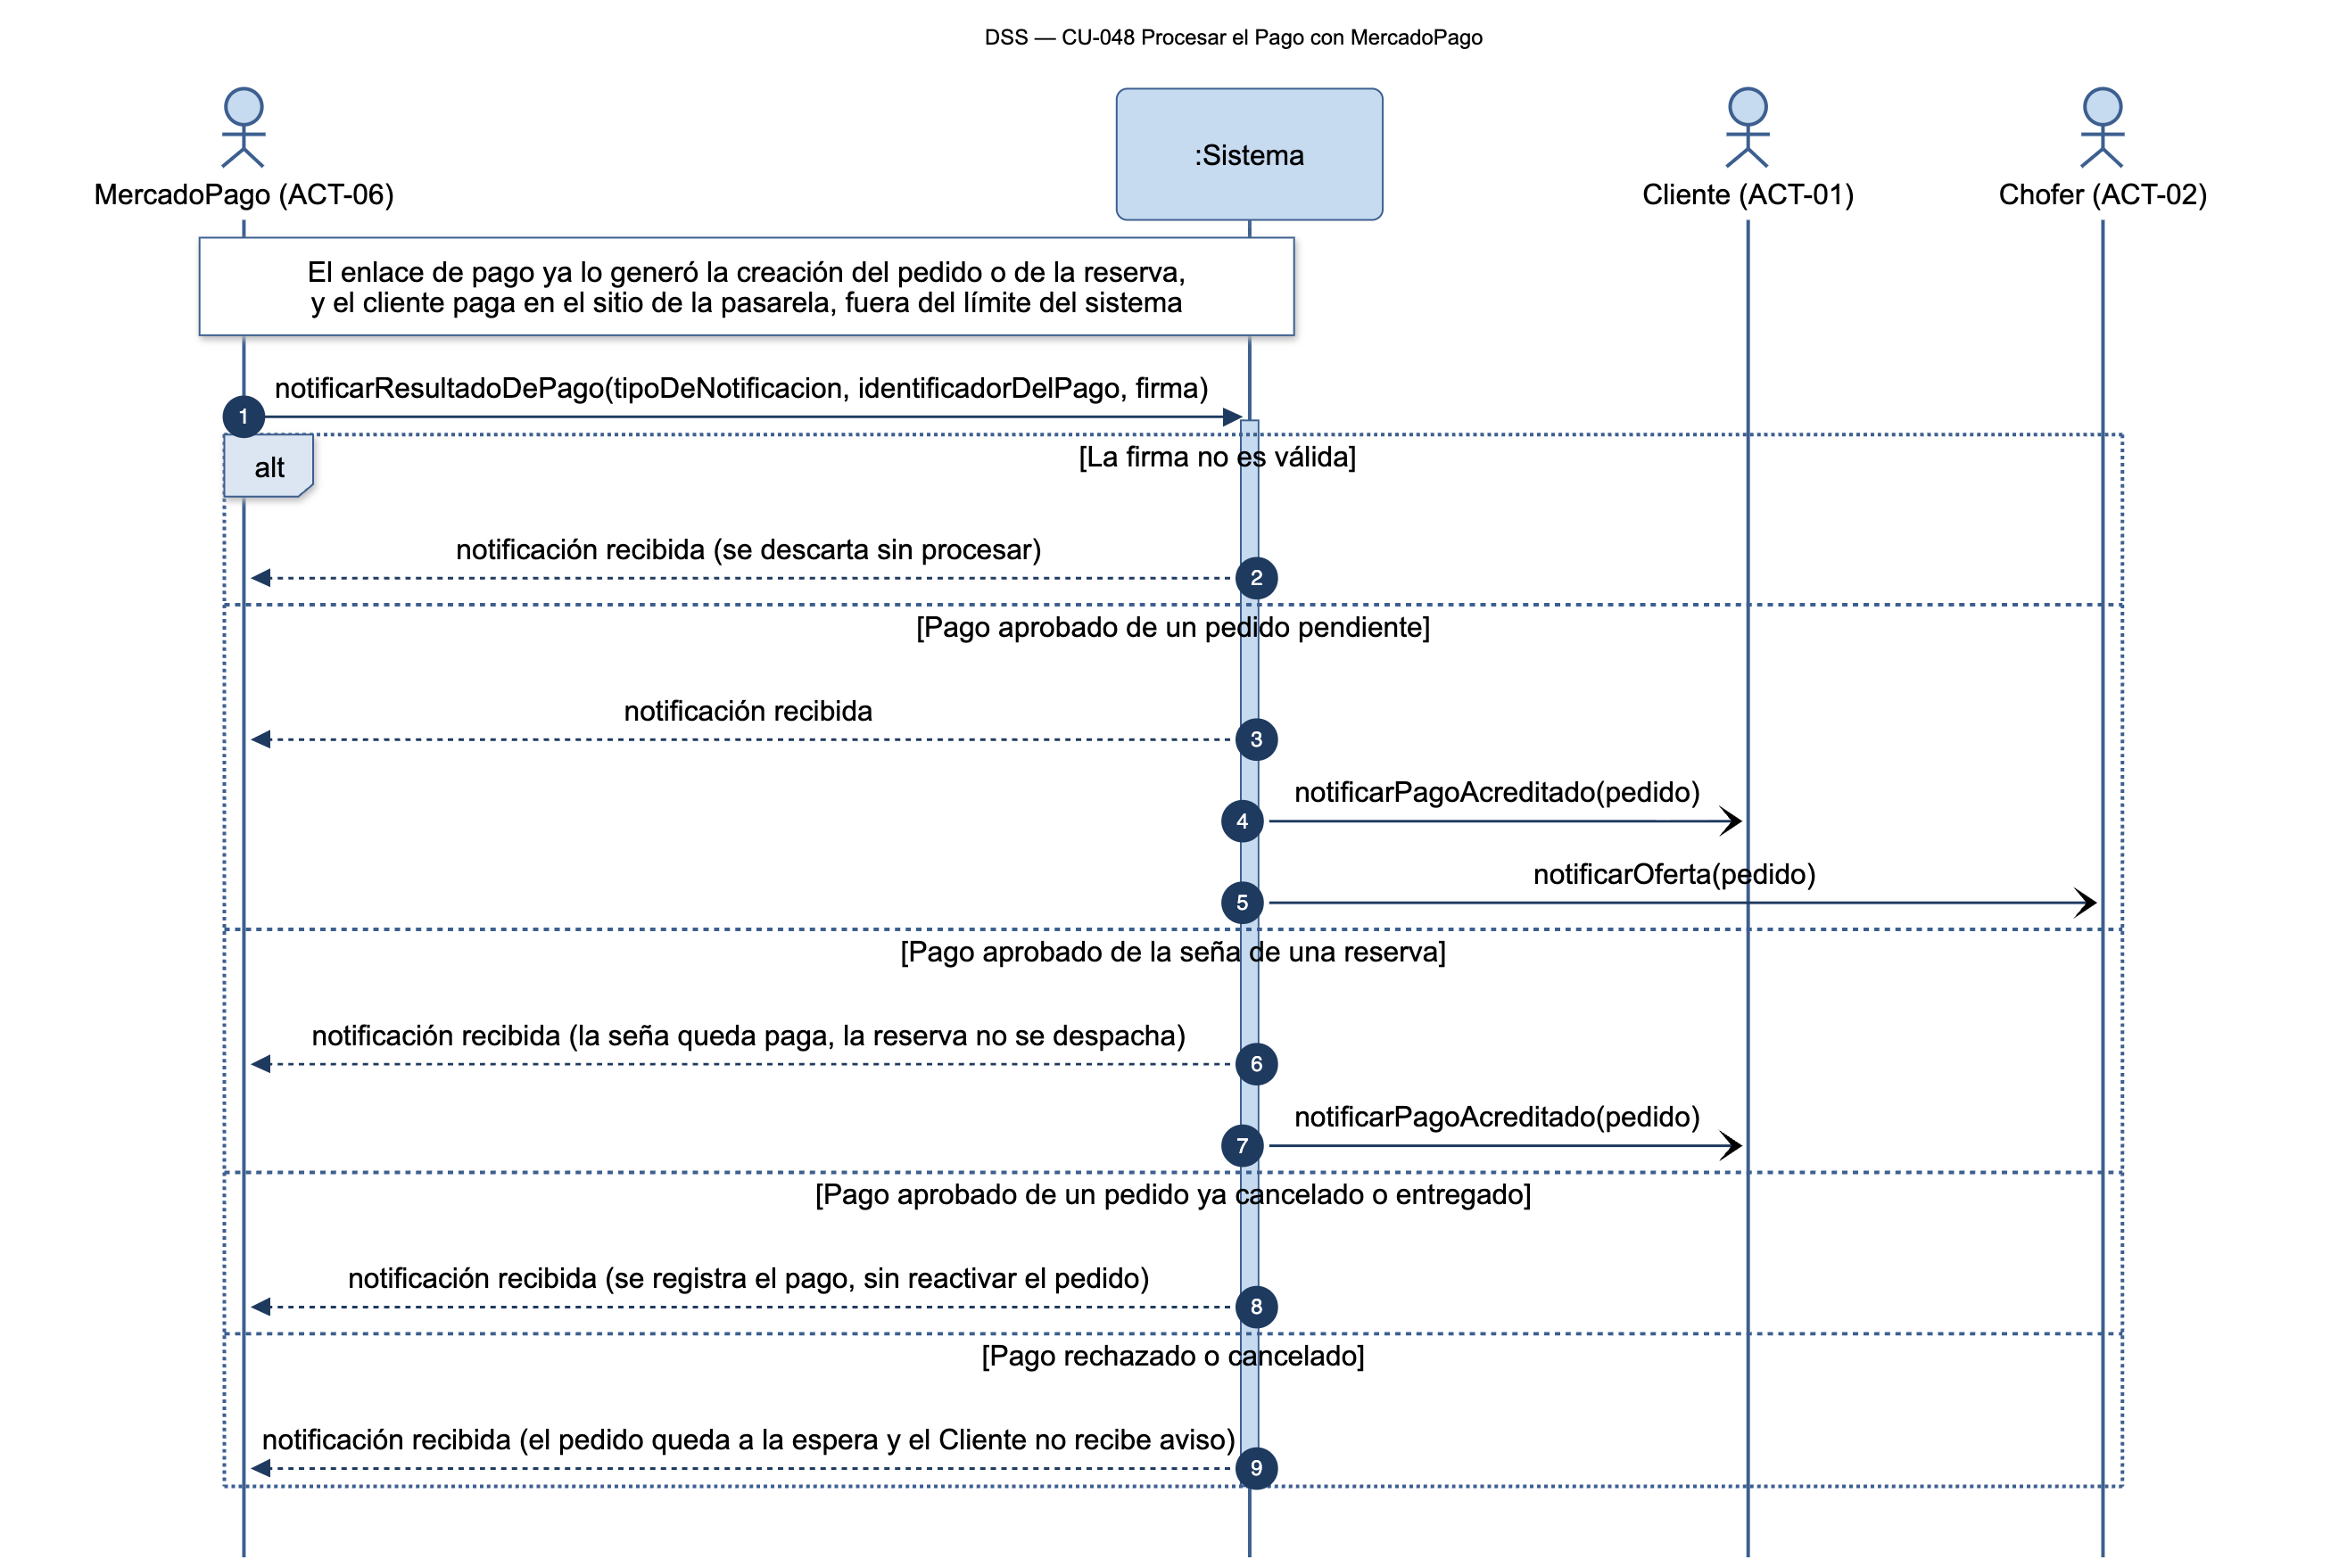 DSS — CU-048 Procesar el Pago con MercadoPago
MercadoPago (ACT-06)
:Sistema
Cliente (ACT-01)
Chofer (ACT-02)
El enlace de pago ya lo generó la creación del pedido o de la reserva,
y el cliente paga en el sitio de la pasarela, fuera del límite del sistema
notificarResultadoDePago(tipoDeNotificacion, identificadorDelPago, firma)
1
alt
[La firma no es válida]
notificación recibida (se descarta sin procesar)
2
[Pago aprobado de un pedido pendiente]
notificación recibida
3
notificarPagoAcreditado(pedido)
4
notificarOferta(pedido)
5
[Pago aprobado de la seña de una reserva]
notificación recibida (la seña queda paga, la reserva no se despacha)
6
notificarPagoAcreditado(pedido)
7
[Pago aprobado de un pedido ya cancelado o entregado]
notificación recibida (se registra el pago, sin reactivar el pedido)
8
[Pago rechazado o cancelado]
notificación recibida (el pedido queda a la espera y el Cliente no recibe aviso)
9